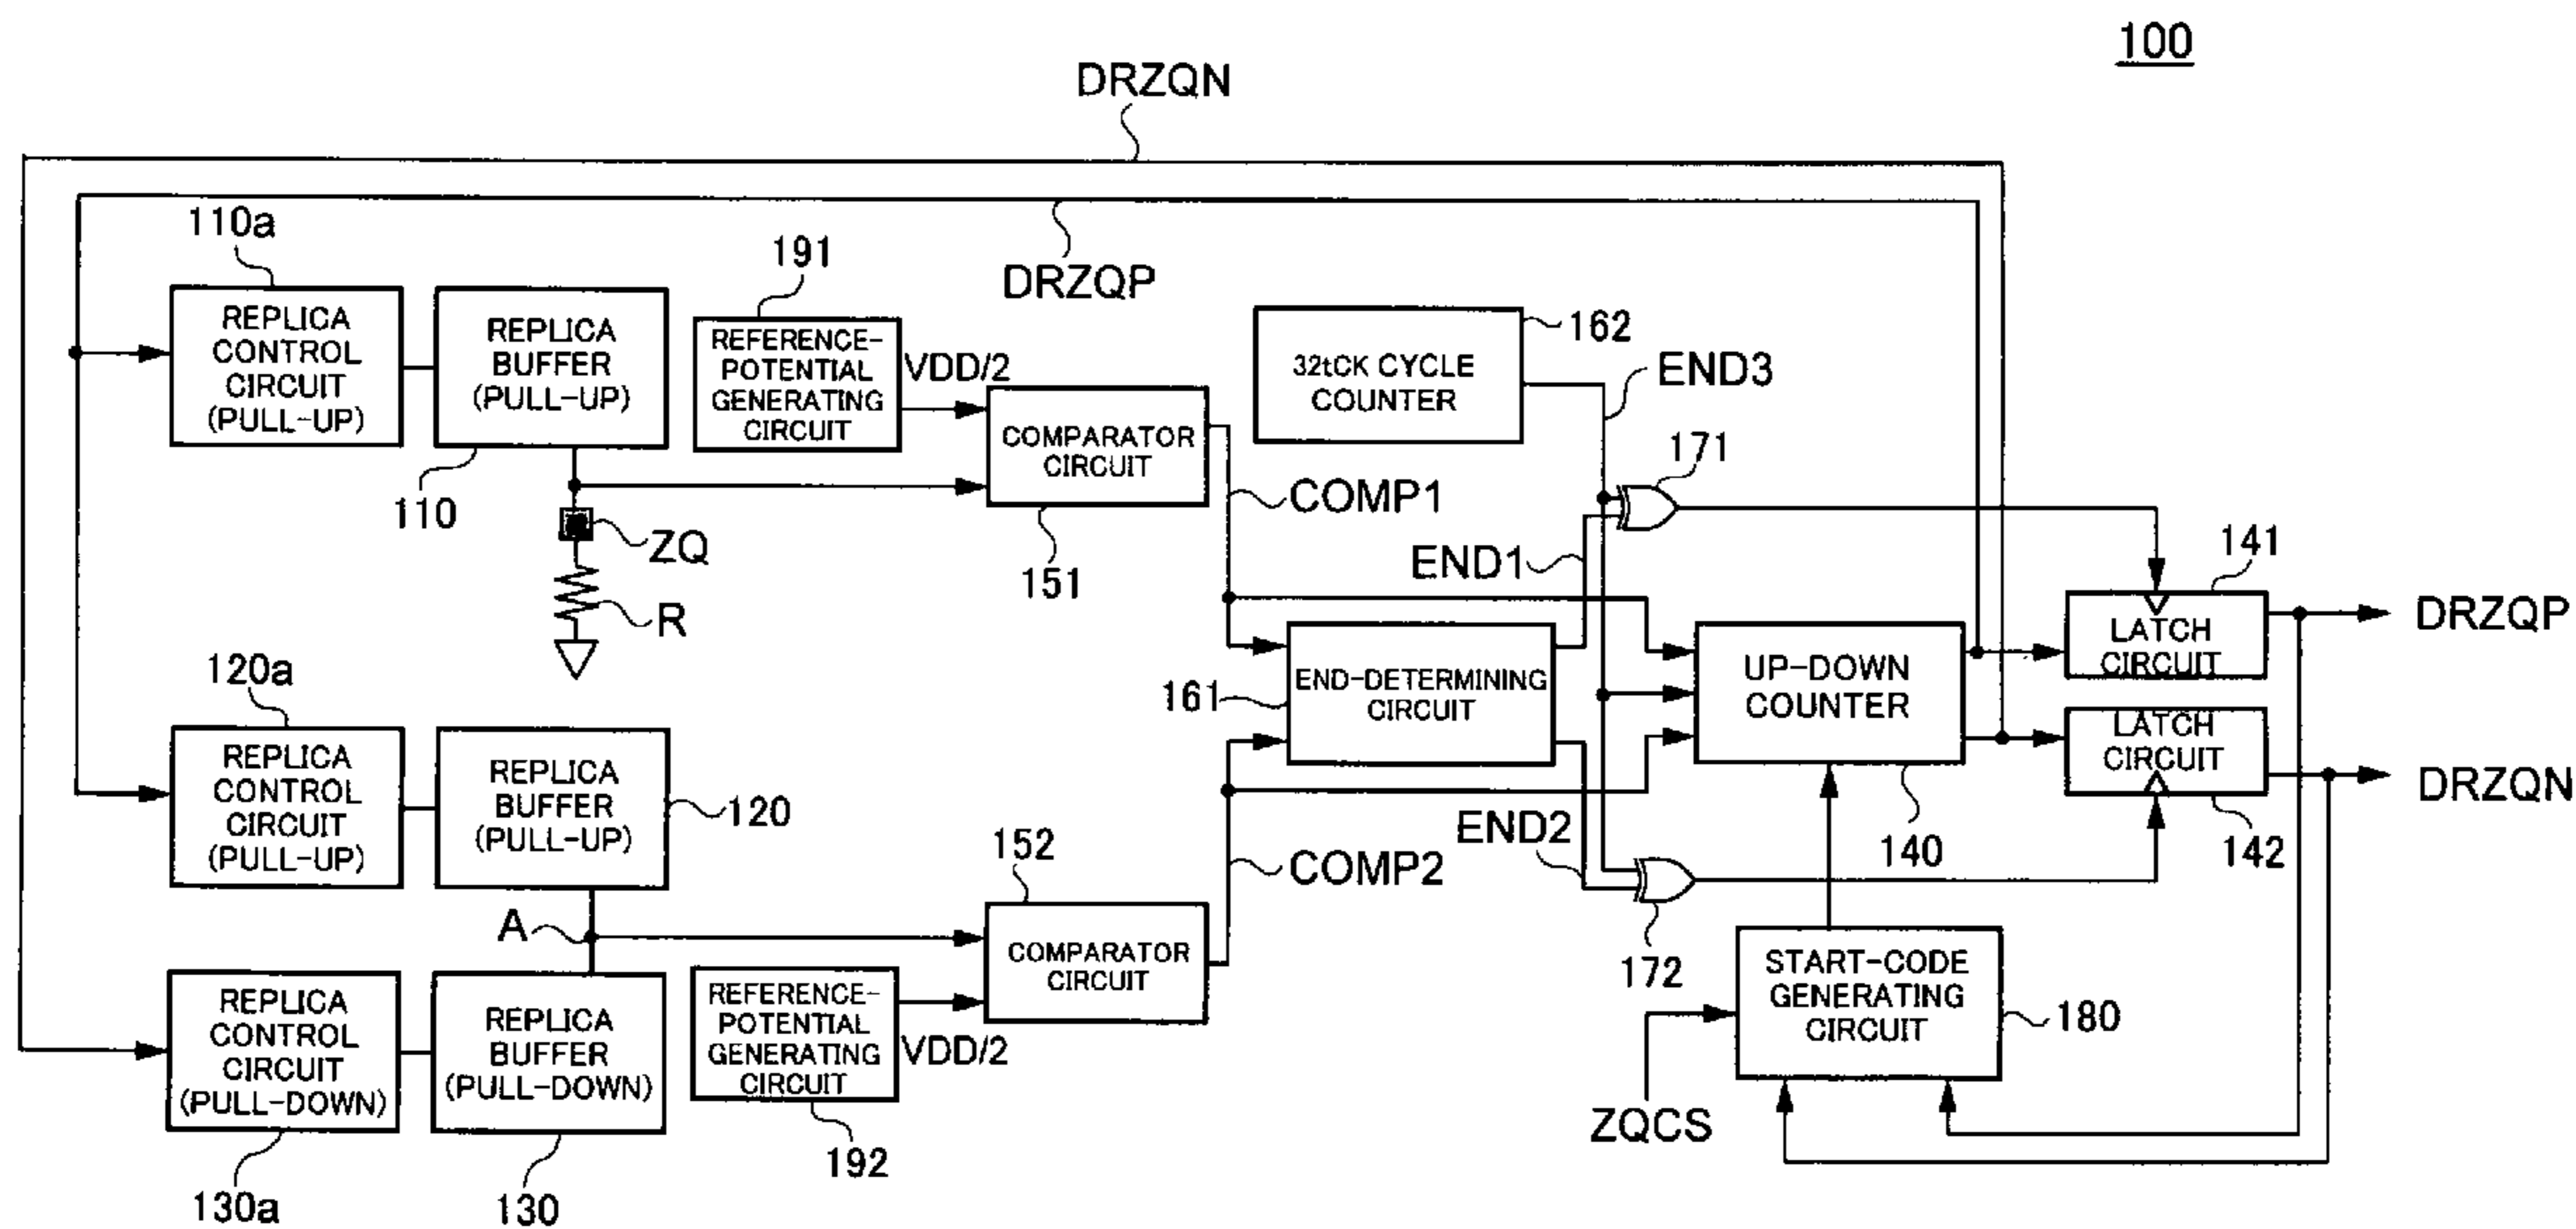 100
DRZQN
110a
191
DRZQP
REPLICA
CONTROL
CIRCUIT
(PULL-UP)
REPLICA
BUFFER
(PULL-UP)
REFERENCE-
POTENTIAL
GENERATING
CIRCUIT
VDD/2
162
32tCK CYCLE
COUNTER
END3
COMPARATOR
CIRCUIT
171
110
ZQ
COMP1
151
END1
141
R
LATCH
CIRCUIT
DRZQP
120a
161
END-DETERMINING
CIRCUIT
UP-DOWN
COUNTER
REPLICA
CONTROL
CIRCUIT
(PULL-UP)
REPLICA
BUFFER
(PULL-UP)
120
LATCH
CIRCUIT
DRZQN
END2
140
142
152
COMP2
A
COMPARATOR
CIRCUIT
172
START-CODE
GENERATING
CIRCUIT
180
REPLICA
CONTROL
CIRCUIT
(PULL-DOWN)
REPLICA
BUFFER
(PULL-DOWN)
REFERENCE-
POTENTIAL
GENERATING
CIRCUIT
VDD/2
ZQCS
130a
130
192